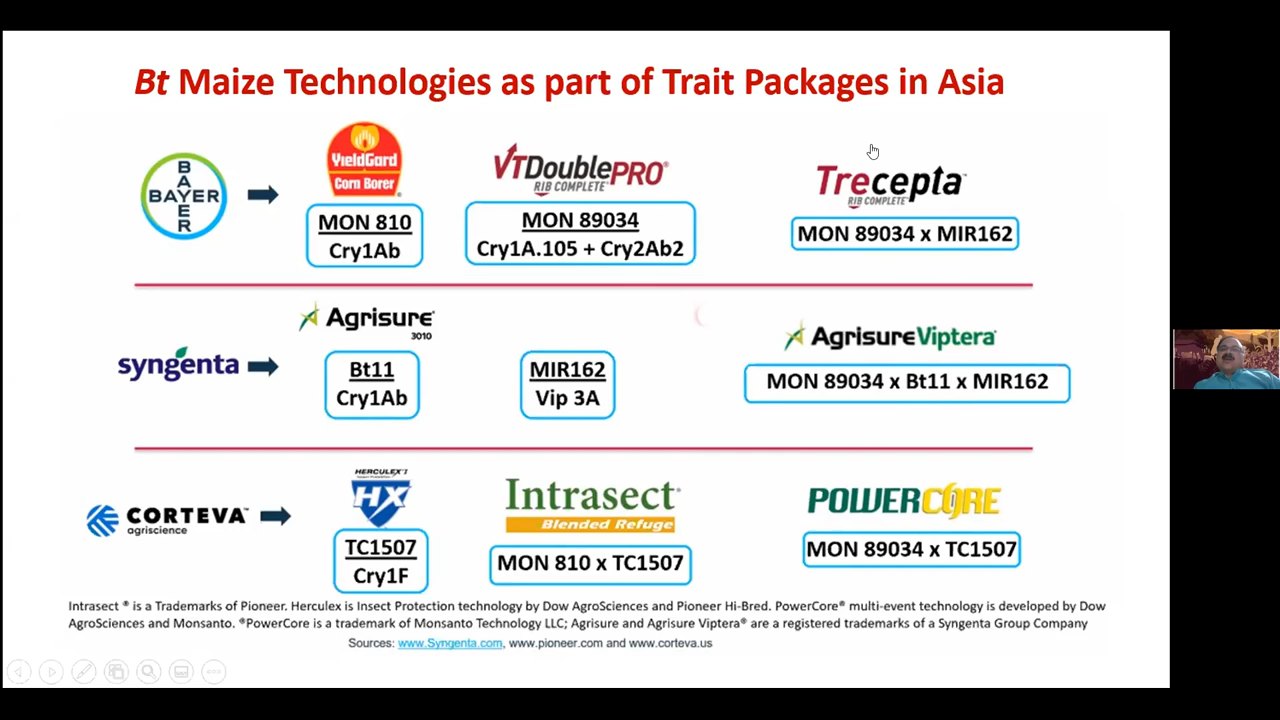 Bt Maize Technologies as part of Trait Packages in Asia
BAYER
BAYER
YieldGard
Corn Borer
MON 810
Cry1Ab
VTDoublePRO®
RIB COMPLETE
MON 89034
Cry1A.105 + Cry2Ab2
Trecepta
RIB COMPLETE
MON 89034 x MIR162
syngenta
Agrisure
3010
Bt11
Cry1Ab
MIR162
Vip 3A
AgrisureViptera
MON 89034 x Bt11 x MIR162
CORTEVA™
agriscience
HERCULEX I
HX
TC1507
Cry1F
Intrasect
Blended Refuge
MON 810 x TC1507
POWERCORE
MON 89034 x TC1507
Intrasect ® is a Trademarks of Pioneer. Herculex is Insect Protection technology by Dow AgroSciences and Pioneer Hi-Bred. PowerCore® multi-event technology is developed by Dow
AgroSciences and Monsanto. ®PowerCore is a trademark of Monsanto Technology LLC; Agrisure and Agrisure Viptera® are a registered trademarks of a Syngenta Group Company
Sources: www.Syngenta.com, www.pioneer.com and www.corteva.us